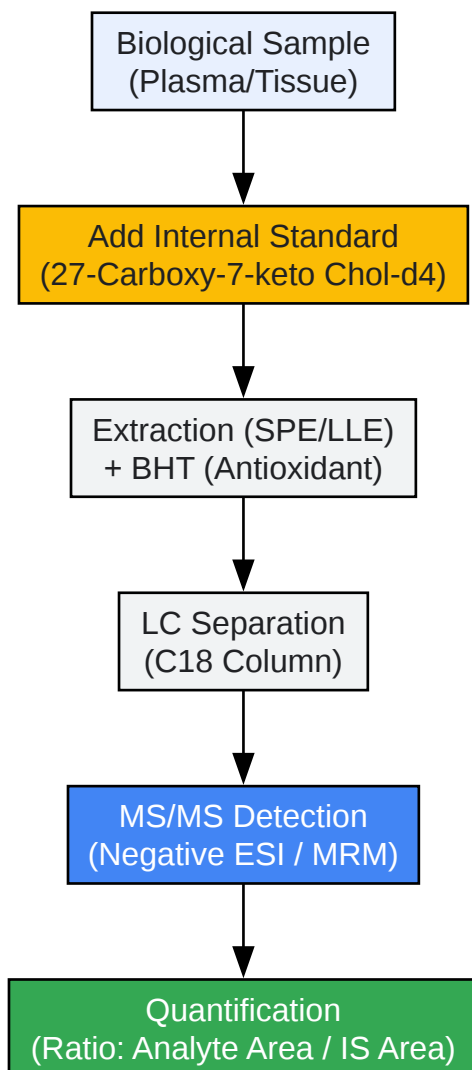 Biological Sample
(Plasma/Tissue)
Add Internal Standard
(27-Carboxy-7-keto Chol-d4)
Extraction (SPE/LLE)
+ BHT (Antioxidant)
LC Separation
(C18 Column)
MS/MS Detection
(Negative ESI / MRM)
Quantification
(Ratio: Analyte Area / IS Area)